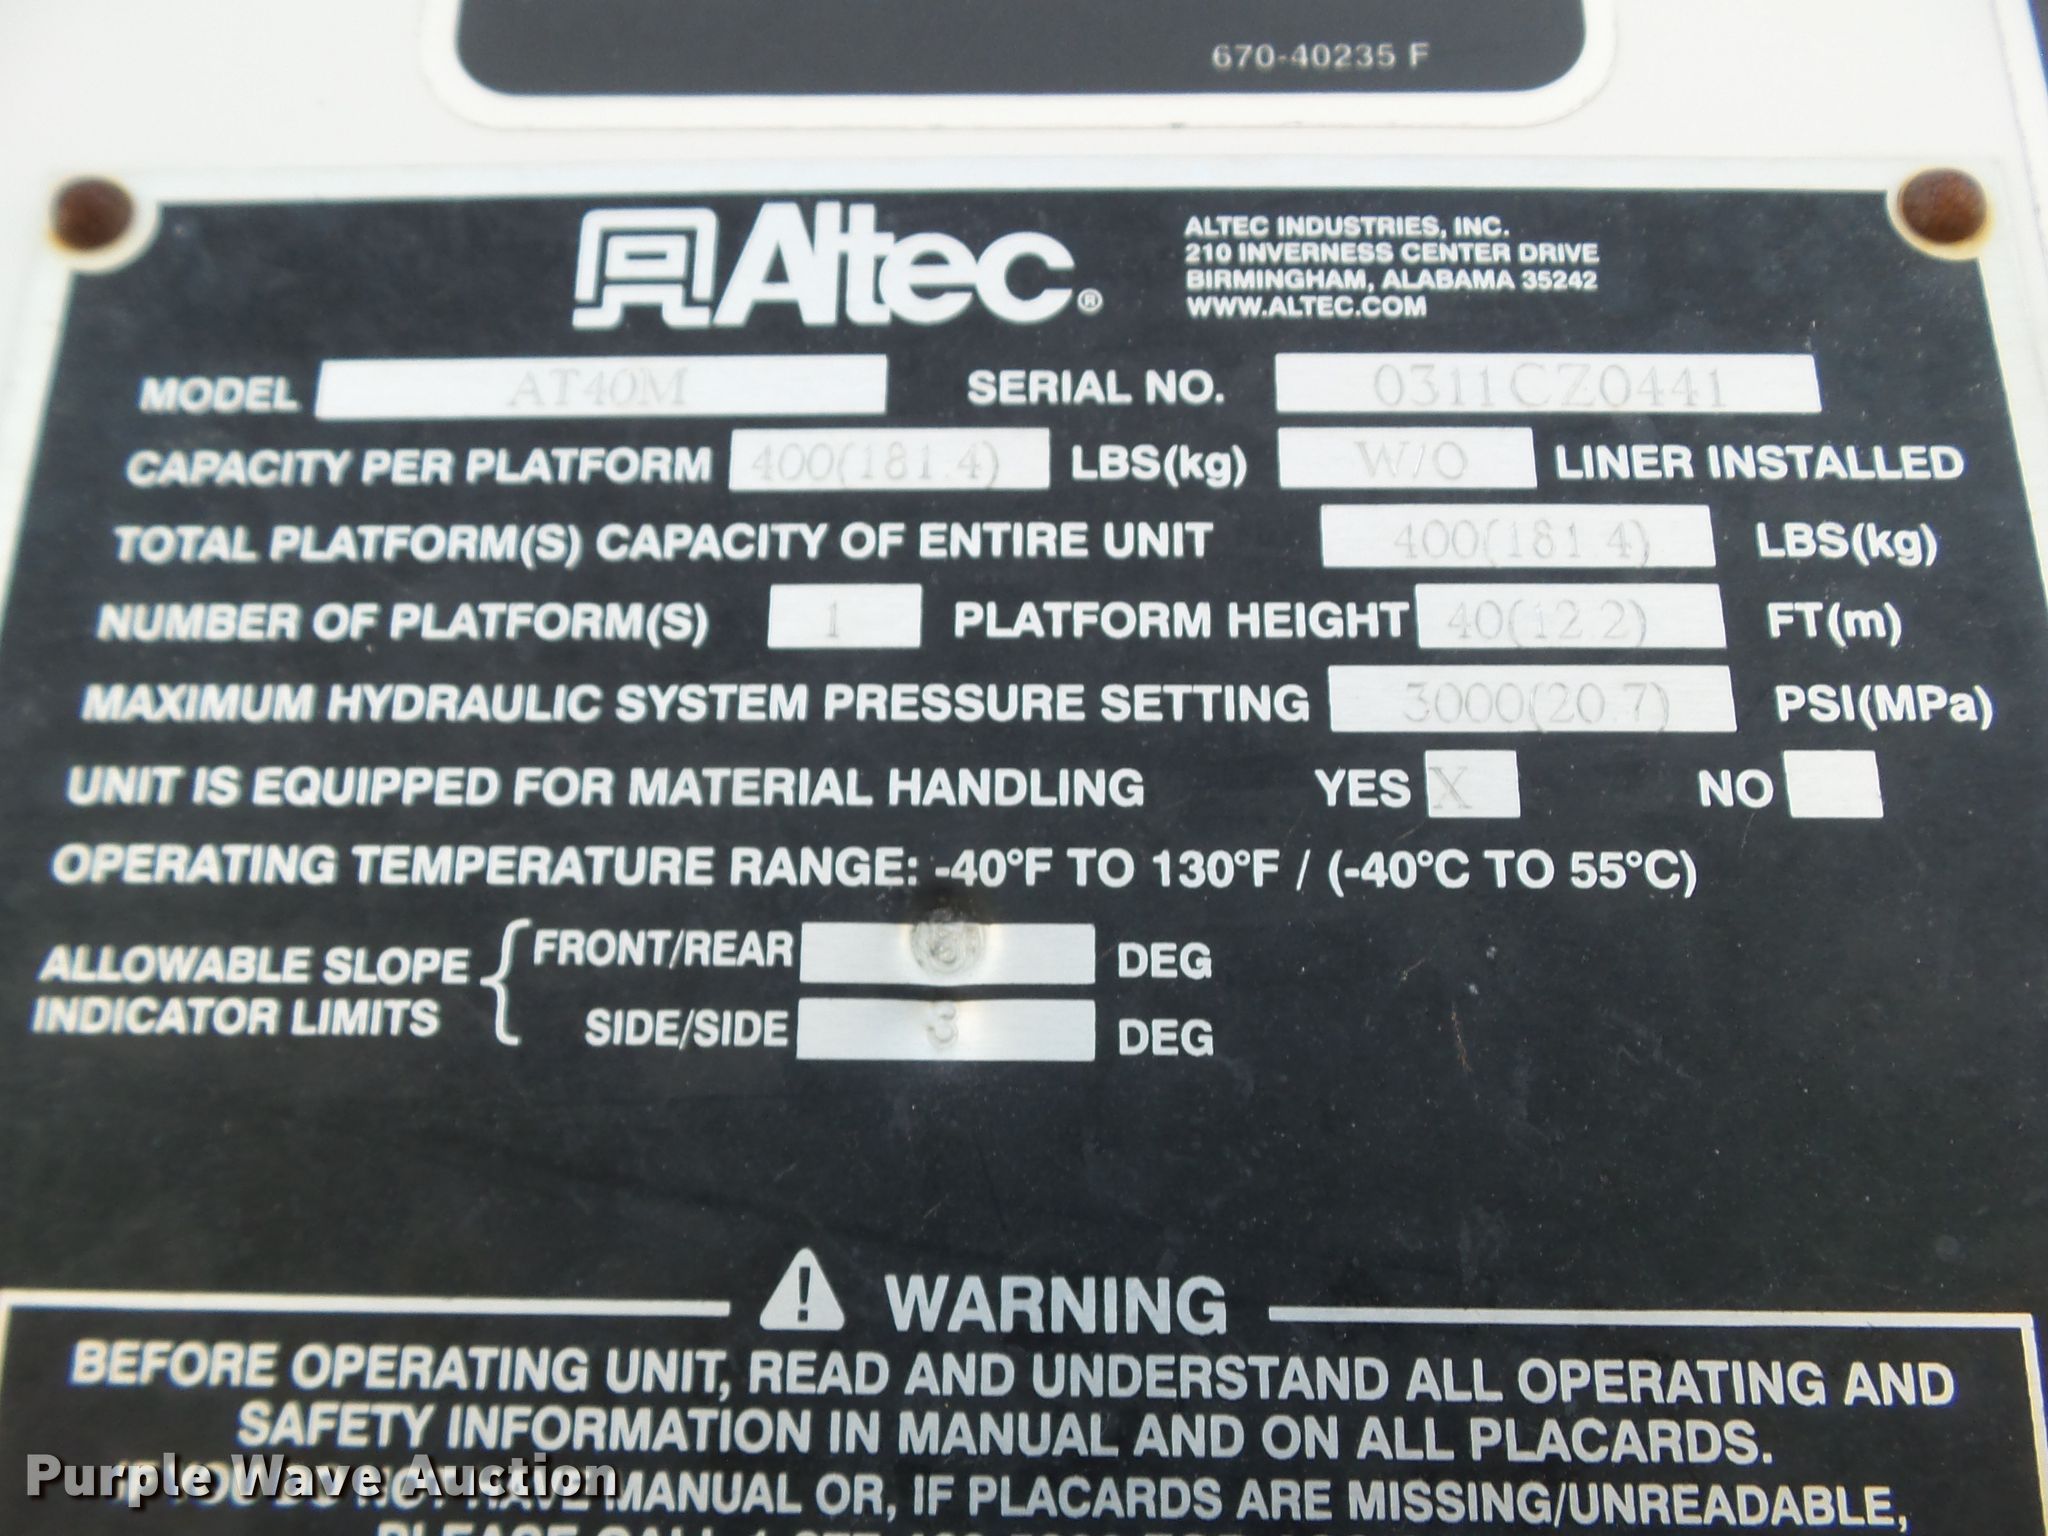 670-40235 F
Altec®
ALTEC INDUSTRIES, INC.
210 INVERNESS CENTER DRIVE
BIRMINGHAM, ALABAMA 35242
WWW.ALTEC.COM
MODEL AT40M SERIAL NO. 0311CZ0441
CAPACITY PER PLATFORM 400(181.4) LBS(kg) W/O LINER INSTALLED
TOTAL PLATFORM(S) CAPACITY OF ENTIRE UNIT 400(181.4) LBS(kg)
NUMBER OF PLATFORM(S) 1 PLATFORM HEIGHT 40(12.2) FT(m)
MAXIMUM HYDRAULIC SYSTEM PRESSURE SETTING 3000(20.7) PSI(MPa)
UNIT IS EQUIPPED FOR MATERIAL HANDLING YES X NO
OPERATING TEMPERATURE RANGE: -40°F TO 130°F / (-40°C TO 55°C)
ALLOWABLE SLOPE INDICATOR LIMITS
FRONT/REAR DEG
SIDE/SIDE 3 DEG
WARNING
BEFORE OPERATING UNIT, READ AND UNDERSTAND ALL OPERATING AND
SAFETY INFORMATION IN MANUAL AND ON ALL PLACARDS.
HAVE MANUAL OR, IF PLACARDS ARE MISSING/UNREADABLE,
Purple Wave Auction